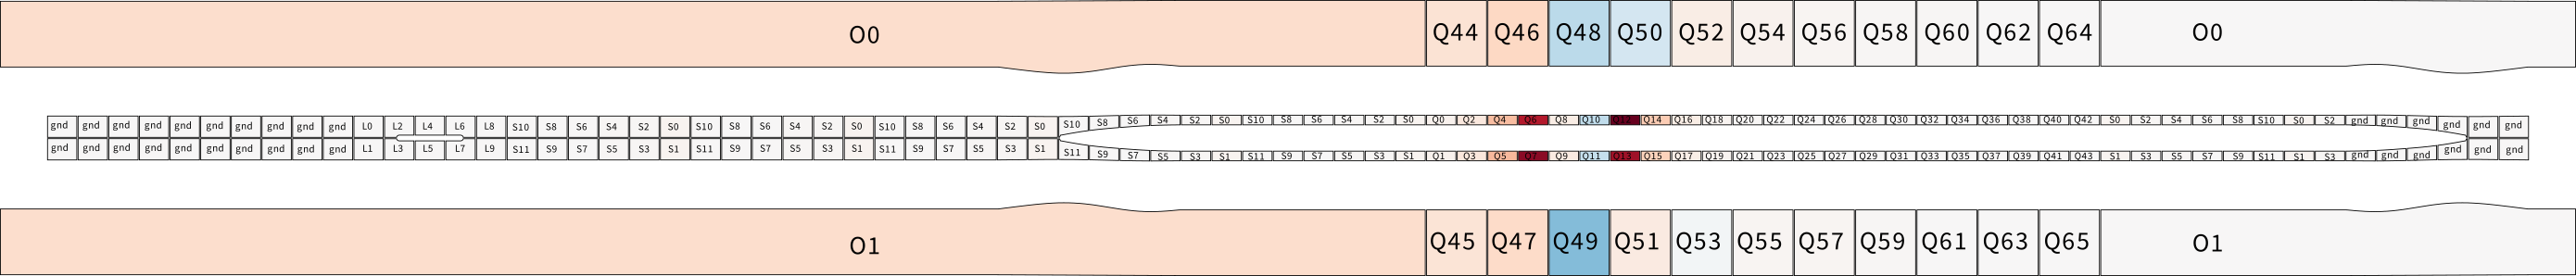 O0 Q44 Q46 Q48 Q50 Q52 Q54 Q56 Q58 Q60 Q62 Q64 O0
gnd gnd gnd gnd gnd gnd gnd gnd gnd gnd L0 L2 L4 L6 L8 S10 S8 S6 S4 S2 S0 S10 S8 S6 S4 S2 S0 S10 S8 S6 S4 S2 S0 S10 S8 S6 S4 S2 S0 S10 S8 S6 S4 S2 S0 Q0 Q2 Q4 Q6 Q8 Q10 Q12 Q14 Q16 Q18 Q20 Q22 Q24 Q26 Q28 Q30 Q32 Q34 Q36 Q38 Q40 Q42 S0 S2 S4 S6 S8 S10 S0 S2 gnd gnd gnd gnd gnd gnd
gnd gnd gnd gnd gnd gnd gnd gnd gnd gnd L1 L3 L5 L7 L9 S11 S9 S7 S5 S3 S1 S11 S9 S7 S5 S3 S1 S11 S9 S7 S5 S3 S1 S11 S9 S7 S5 S3 S1 S11 S9 S7 S5 S3 S1 Q1 Q3 Q5 Q7 Q9 Q11 Q13 Q15 Q17 Q19 Q21 Q23 Q25 Q27 Q29 Q31 Q33 Q35 Q37 Q39 Q41 Q43 S1 S3 S5 S7 S9 S11 S1 S3 gnd gnd gnd gnd gnd gnd
O1 Q45 Q47 Q49 Q51 Q53 Q55 Q57 Q59 Q61 Q63 Q65 O1